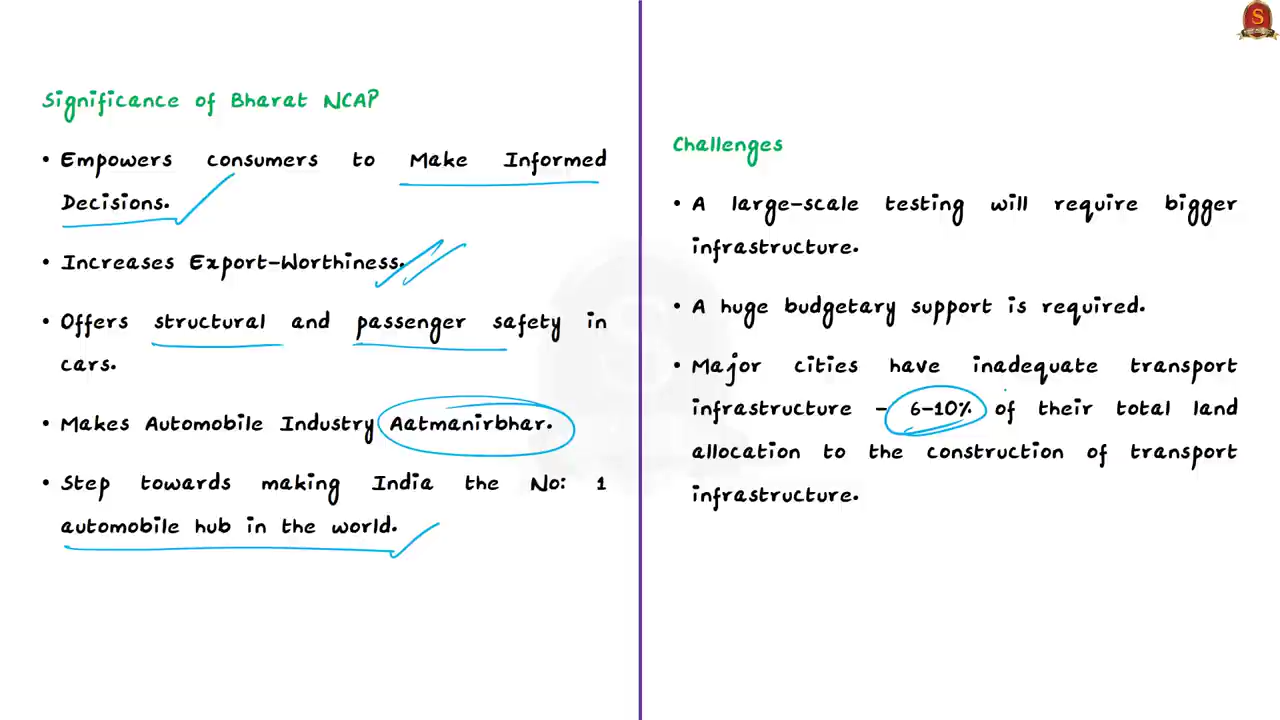 Significance of Bharat NCAP
• Empowers consumers to Make Informed
Decisions.
• Increases Export-Worthiness.
• Offers structural and passenger safety in
cars.
• Makes Automobile Industry Aatmanirbhar.
• Step towards making India the No: 1
automobile hub in the world.
Challenges
• A large-scale testing will require bigger
infrastructure.
• A huge budgetary support is required.
• Major cities have inadequate transport
infrastructure - 6-10% of their total land
allocation to the construction of transport
infrastructure.
S